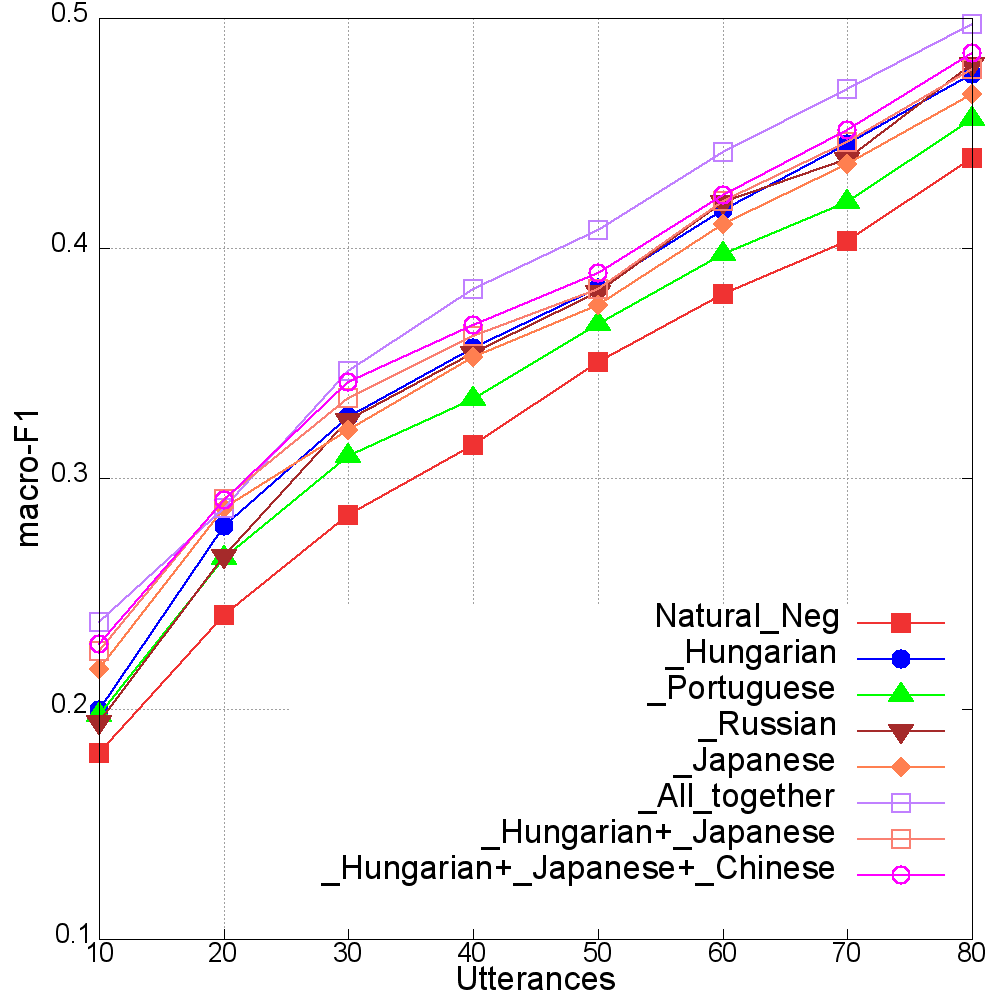 0.5
0.4
0.3
0.2
0.1
macro-F1
Natural_Neg
_Hungarian
_Portuguese
_Russian
_Japanese
_All_together
_Hungarian+_Japanese
_Hungarian+_Japanese+_Chinese
10 20 30 40 50 60 70 80
Utterances